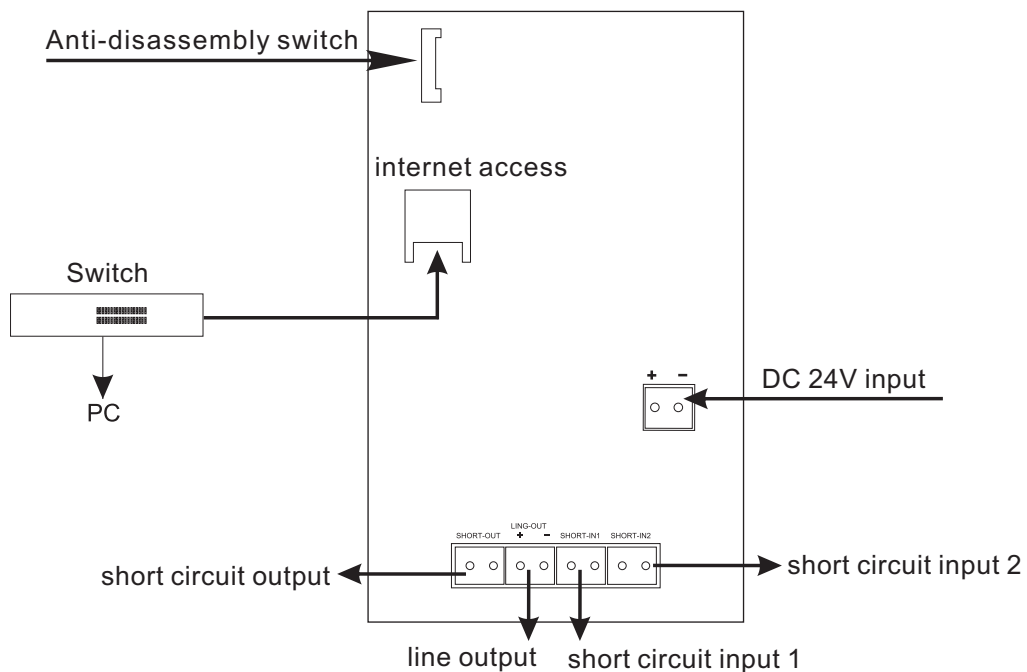 Anti-disassembly switch
internet access
Switch
PC
+ −
DC 24V input
LING-OUT
SHORT-OUT + − SHORT-IN1 SHORT-IN2
short circuit output
short circuit input 2
line output
short circuit input 1